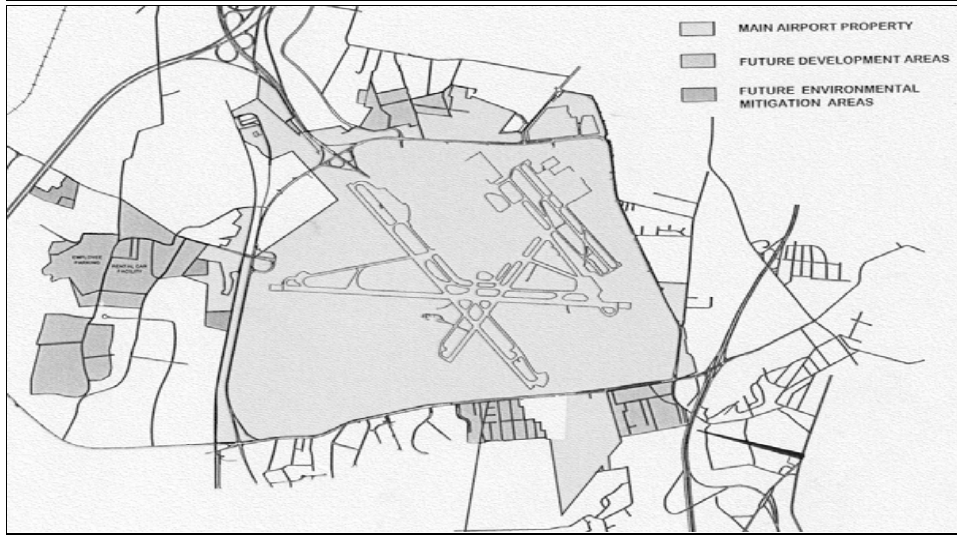 MAIN AIRPORT PROPERTY
FUTURE DEVELOPMENT AREAS
FUTURE ENVIRONMENTAL
MITIGATION AREAS
EMPLOYEE
PARKING
RENTAL CAR
FACILITY